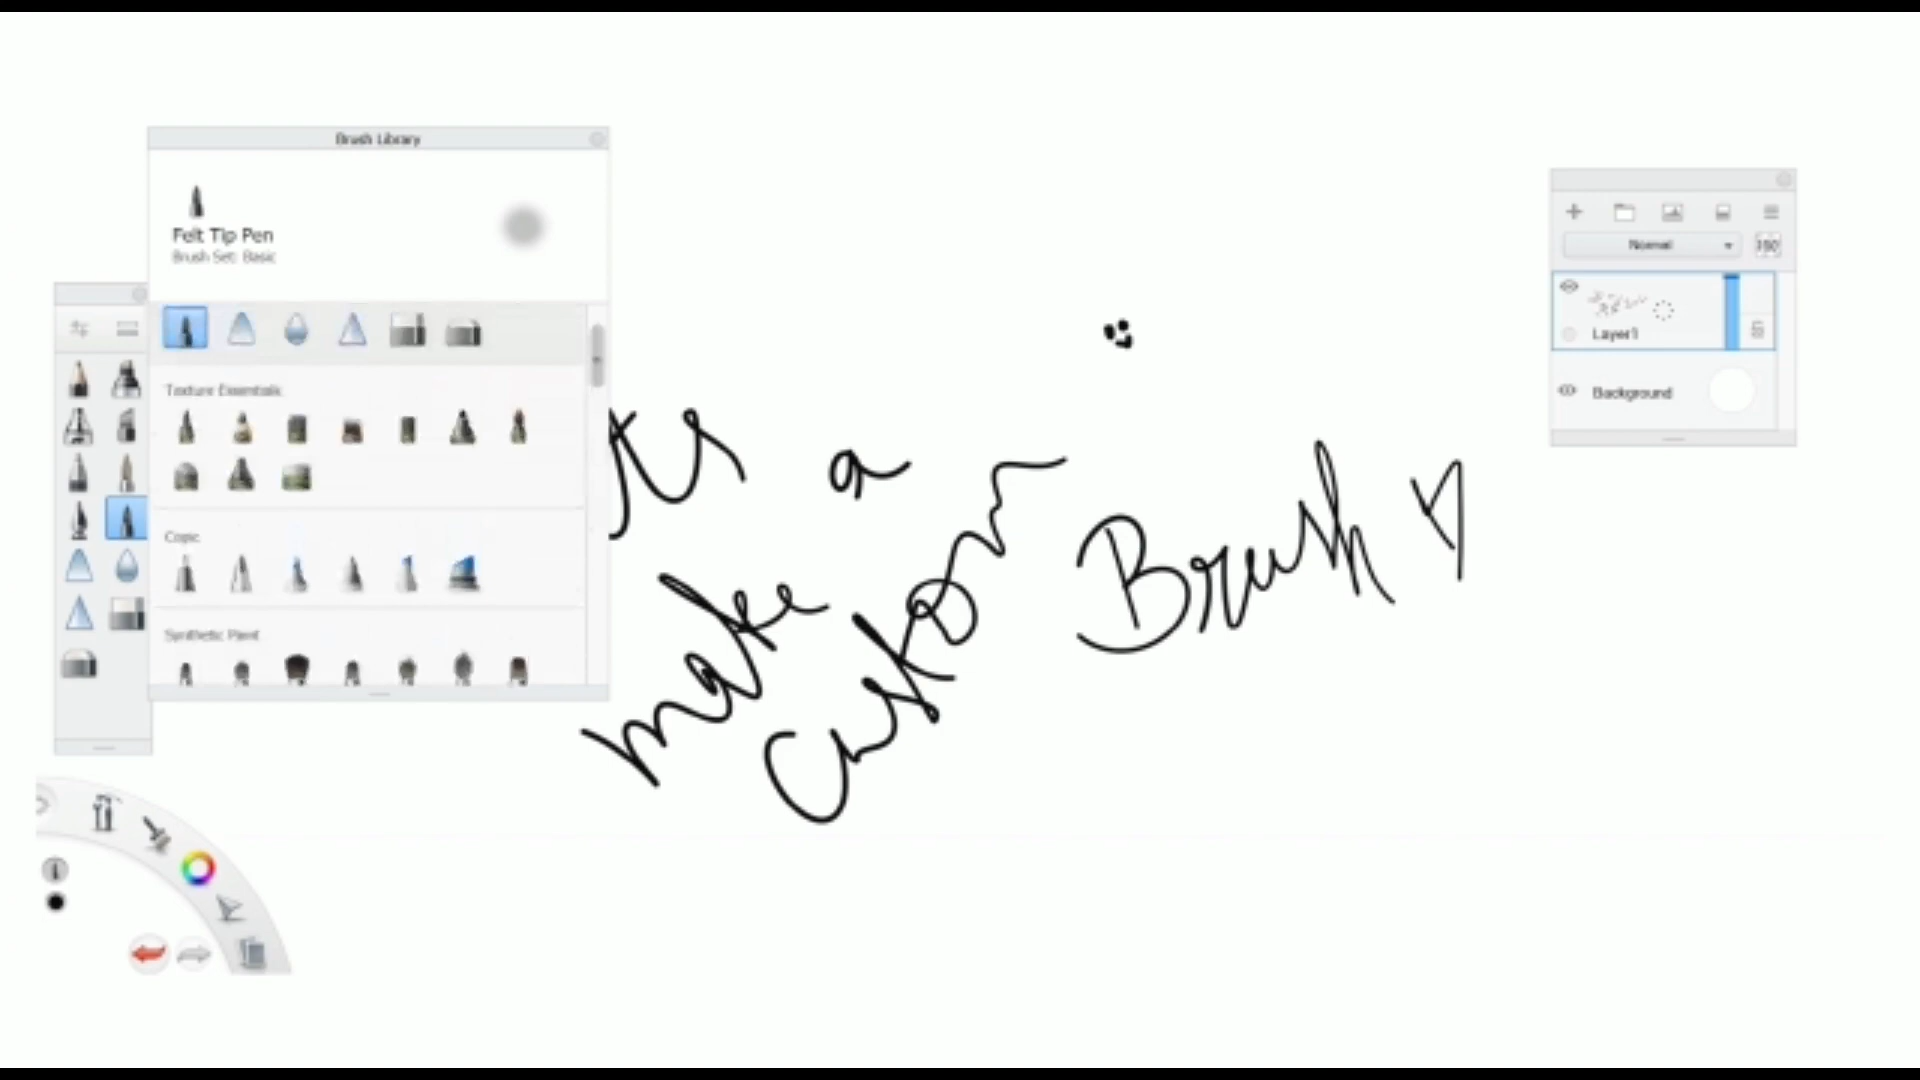 Brush Library
Felt Tip Pen
Brush Set: Basic
Texture Essentials
Copic
Synthetic Paint
Normal
Layer1
Background
a
make
custom
Brush